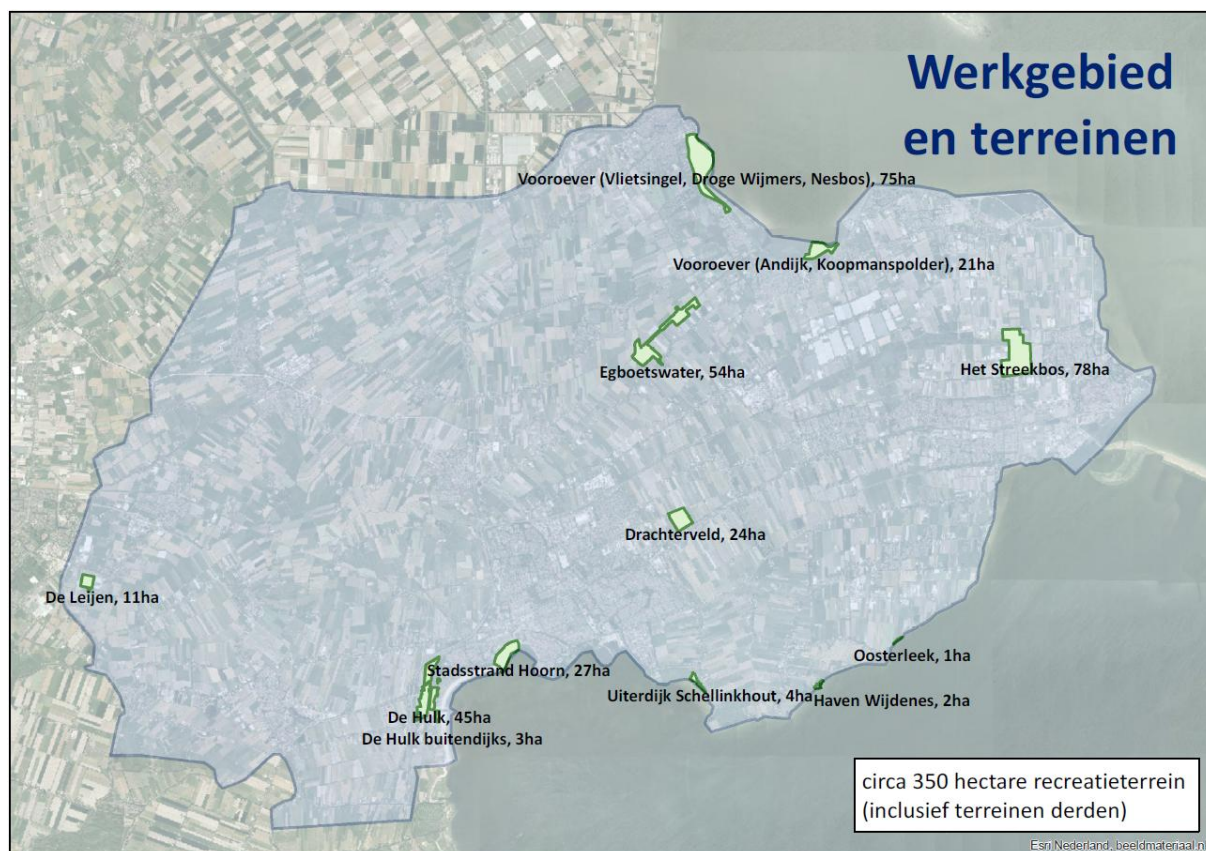 Werkgebied
en terreinen
Vooroever (Vlietsingel, Droge Wijmers, Nesbos), 75ha
Vooroever (Andijk, Koopmanspolder), 21ha
Egboetswater, 54ha
Het Streekbos, 78ha
Drachterveld, 24ha
De Leijen, 11ha
Oosterleek, 1ha
Stadsstrand Hoorn, 27ha
Uiterdijk Schellinkhout, 4ha
Haven Wijdenes, 2ha
De Hulk, 45ha
De Hulk buitendijks, 3ha
circa 350 hectare recreatieterrein
(inclusief terreinen derden)
Esri Nederland, beeldmateriaal.n